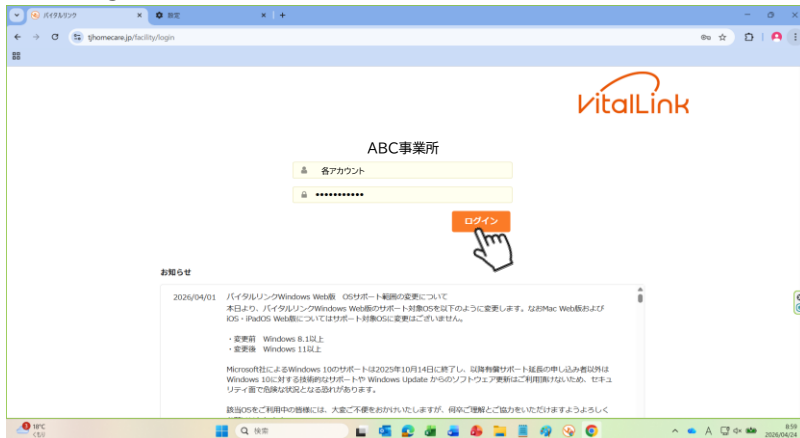 バイタルリンク
設定
tjhomecare.jp/facility/login
VitalLink
ABC事業所
各アカウント
•••••••••••
ログイン
お知らせ
2026/04/01 バイタルリンクWindows Web版 OSサポート範囲の変更について
本日より、バイタルリンクWindows Web版のサポート対象OSを以下のように変更します。なおMac Web版および
iOS・iPadOS Web版についてはサポート対象OSに変更はございません。
・変更前 Windows 8.1以上
・変更後 Windows 11以上
Microsoft社によるWindows 10のサポートは2025年10月14日に終了し、以降有償サポート延長の申し込み者以外は
Windows 10に対する技術的なサポートや Windows Update からのソフトウェア更新はご利用頂けないため、セキュ
リティ面で危険な状況となる恐れがあります。
該当OSをご利用中の皆様には、大変ご不便をおかけいたしますが、何卒ご理解とご協力をいただけますようよろしく
18°C
くもり
検索
A
8:59
2026/04/24